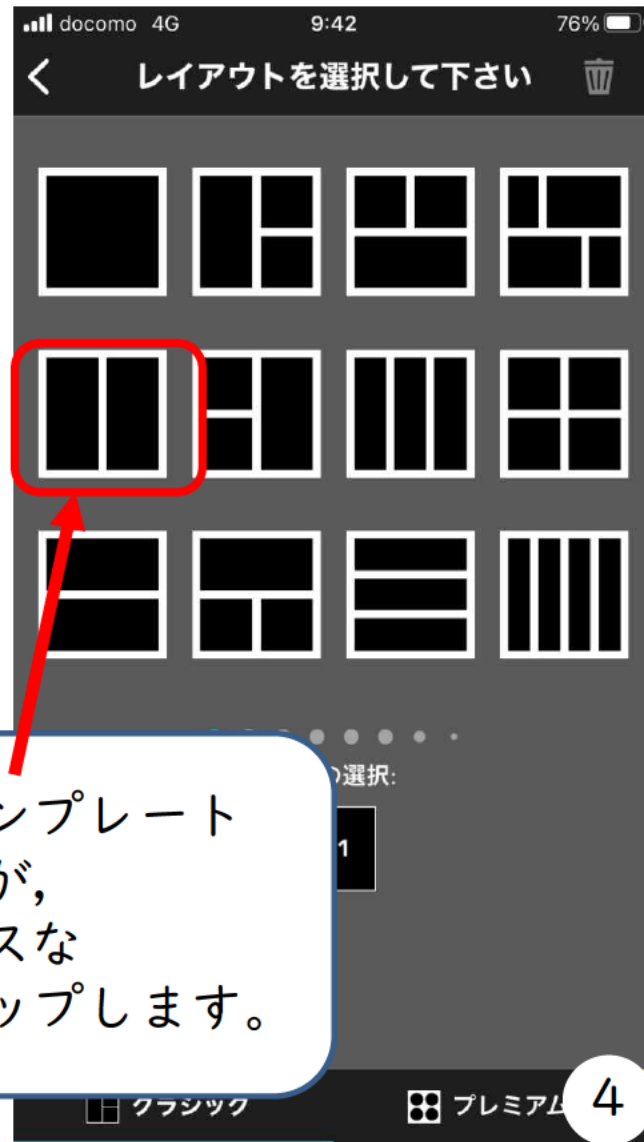 docomo 4G 9:42 76%
レイアウトを選択して下さい
の選択:
1
ンプレート
が,
スな
ップします。
クラシック
プレミアム
4